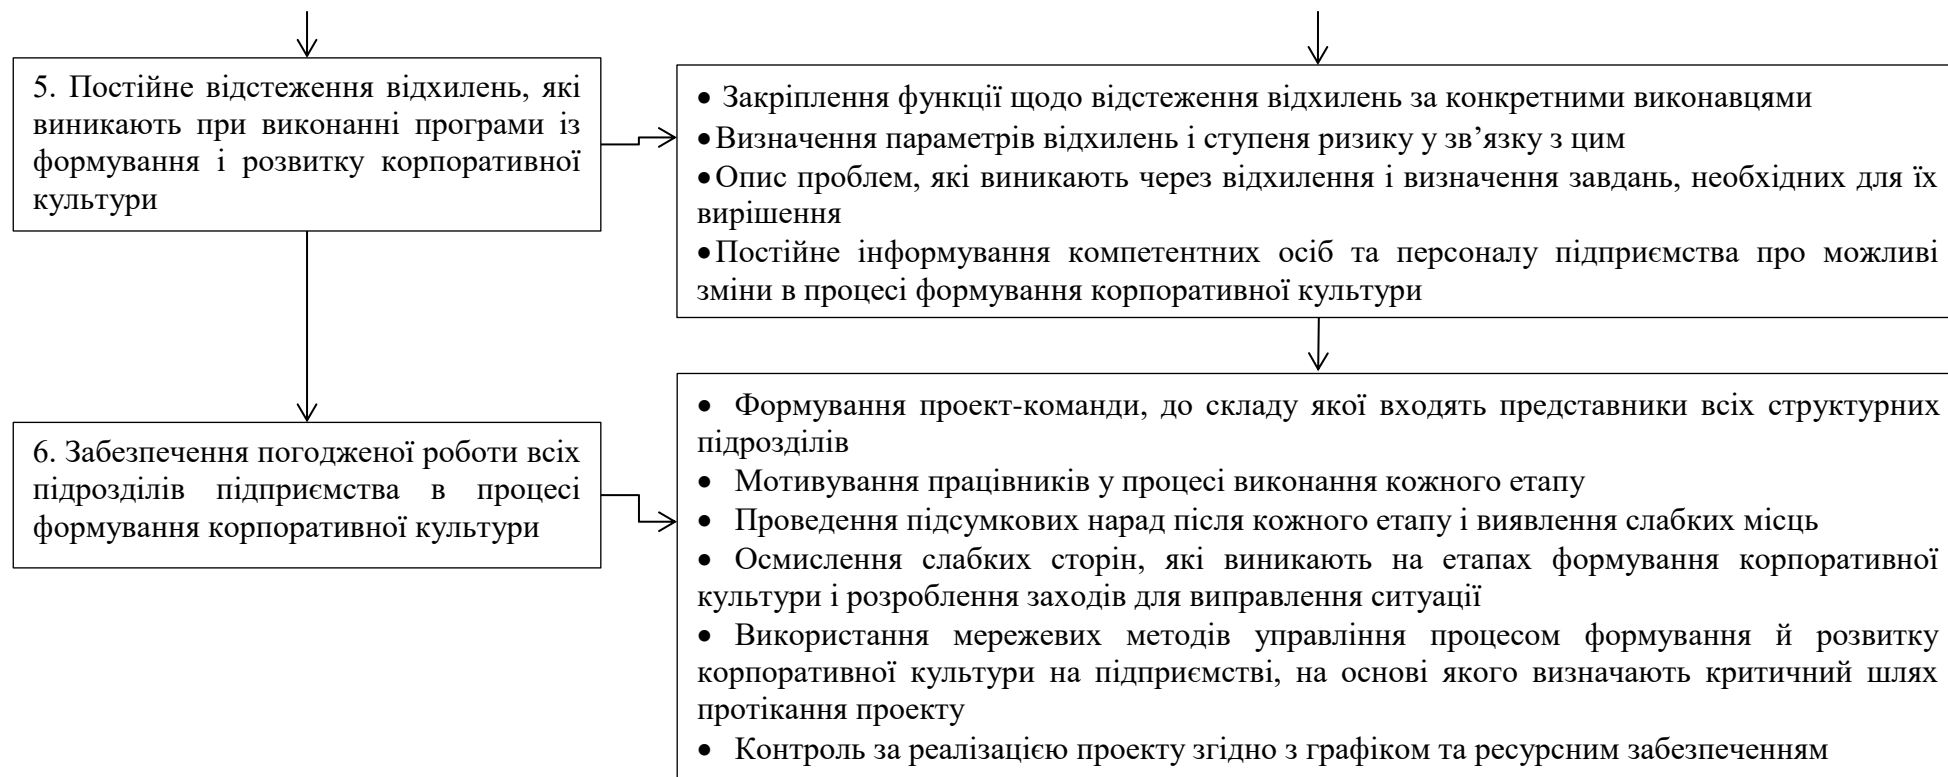 5. Постійне відстеження відхилень, які
виникають при виконанні програми із
формування і розвитку корпоративної
культури
• Закріплення функції щодо відстеження відхилень за конкретними виконавцями
• Визначення параметрів відхилень і ступеня ризику у зв’язку з цим
• Опис проблем, які виникають через відхилення і визначення завдань, необхідних для їх
вирішення
• Постійне інформування компетентних осіб та персоналу підприємства про можливі
зміни в процесі формування корпоративної культури
6. Забезпечення погодженої роботи всіх
підрозділів підприємства в процесі
формування корпоративної культури
• Формування проект-команди, до складу якої входять представники всіх структурних
підрозділів
• Мотивування працівників у процесі виконання кожного етапу
• Проведення підсумкових нарад після кожного етапу і виявлення слабких місць
• Осмислення слабких сторін, які виникають на етапах формування корпоративної
культури і розроблення заходів для виправлення ситуації
• Використання мережевих методів управління процесом формування й розвитку
корпоративної культури на підприємстві, на основі якого визначають критичний шлях
протікання проекту
• Контроль за реалізацією проекту згідно з графіком та ресурсним забезпеченням